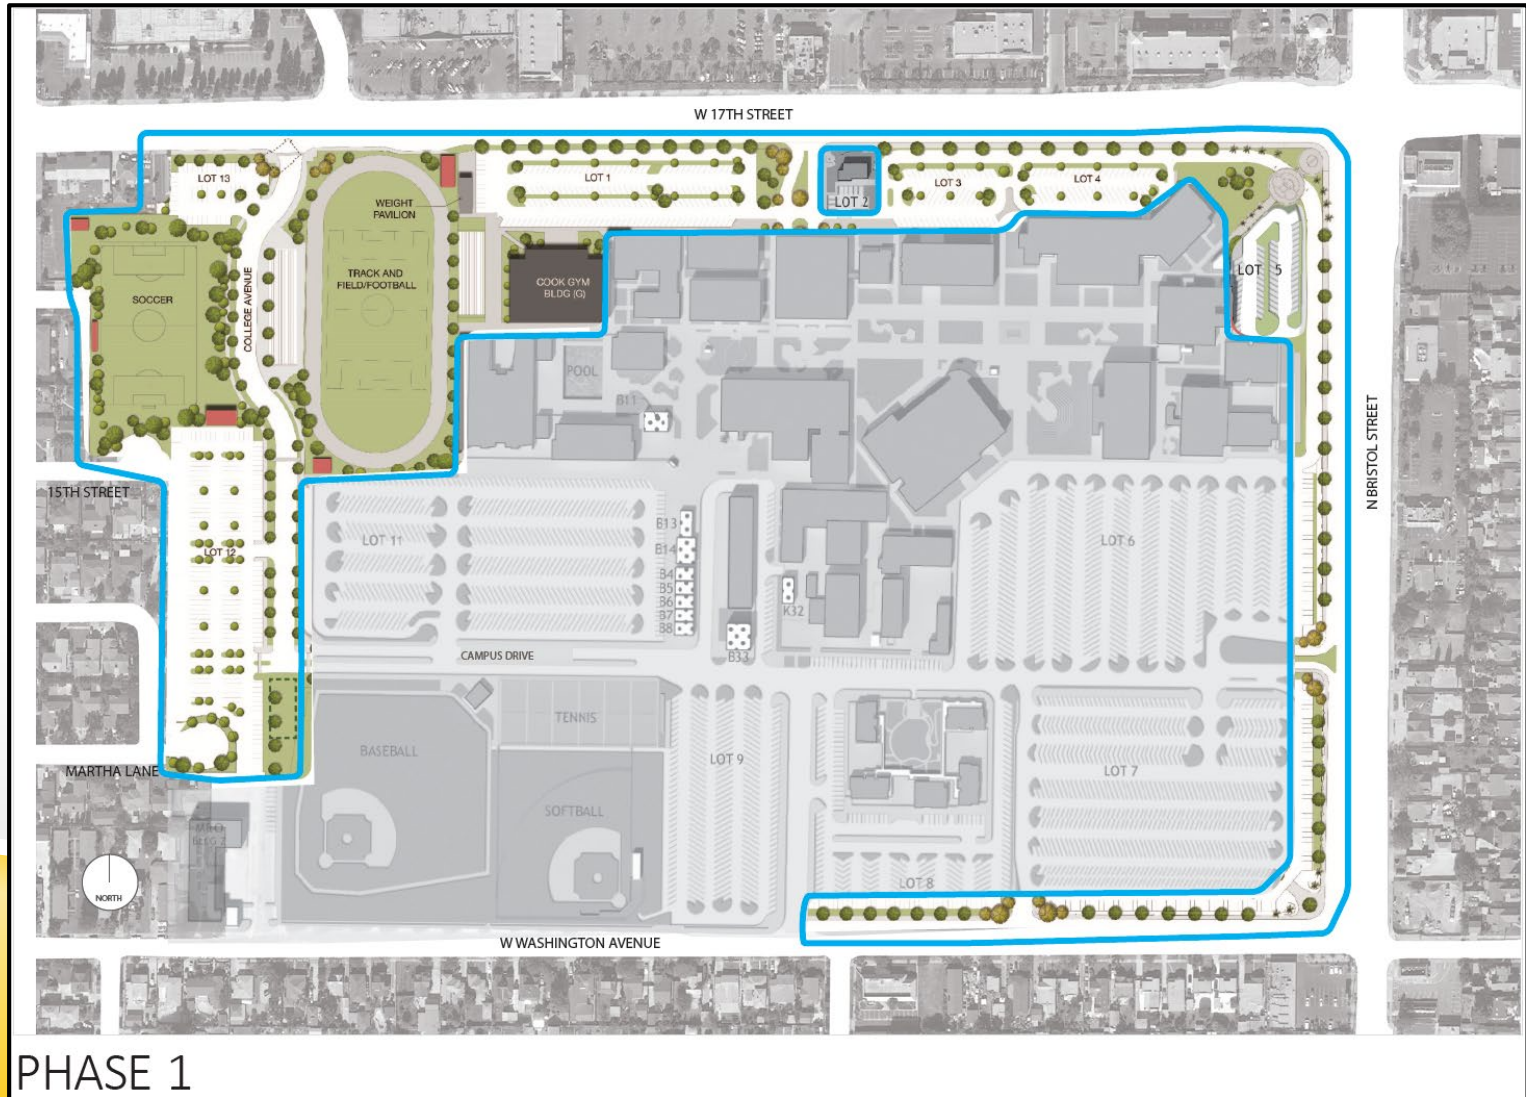 W 17TH STREET
LOT 13
LOT 1
LOT 2
LOT 3
LOT 4
WEIGHT
PAVILION
COLLEGE AVENUE
SOCCER
TRACK AND
FIELD/FOOTBALL
COOK GYM
BLDG (G)
LOT 5
POOL
B11
N BRISTOL STREET
15TH STREET
LOT 12
LOT 11
B13
B14
B4
B5
B6
B7
B8
K32
B33
LOT 6
CAMPUS DRIVE
TENNIS
BASEBALL
SOFTBALL
LOT 9
LOT 7
LOT 8
MARTHA LANE
NORTH
W WASHINGTON AVENUE
PHASE 1